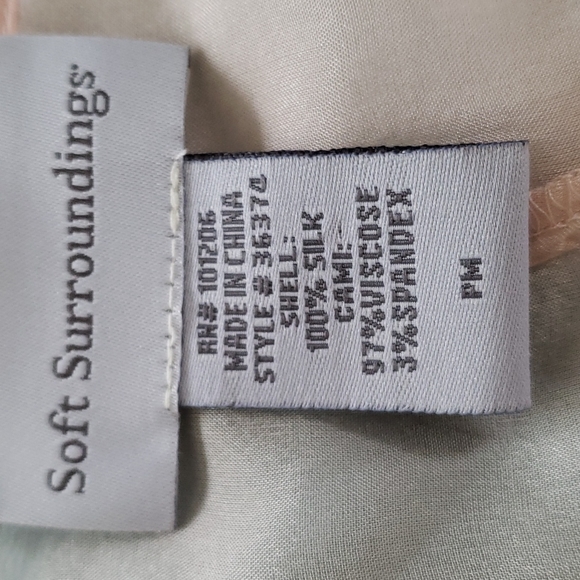 Soft Surroundings
RN# 101206
MADE IN CHINA
STYLE # 36374
SHELL:
100% SILK
CAMI:
97%VISCOSE
3%SPANDEX
PM